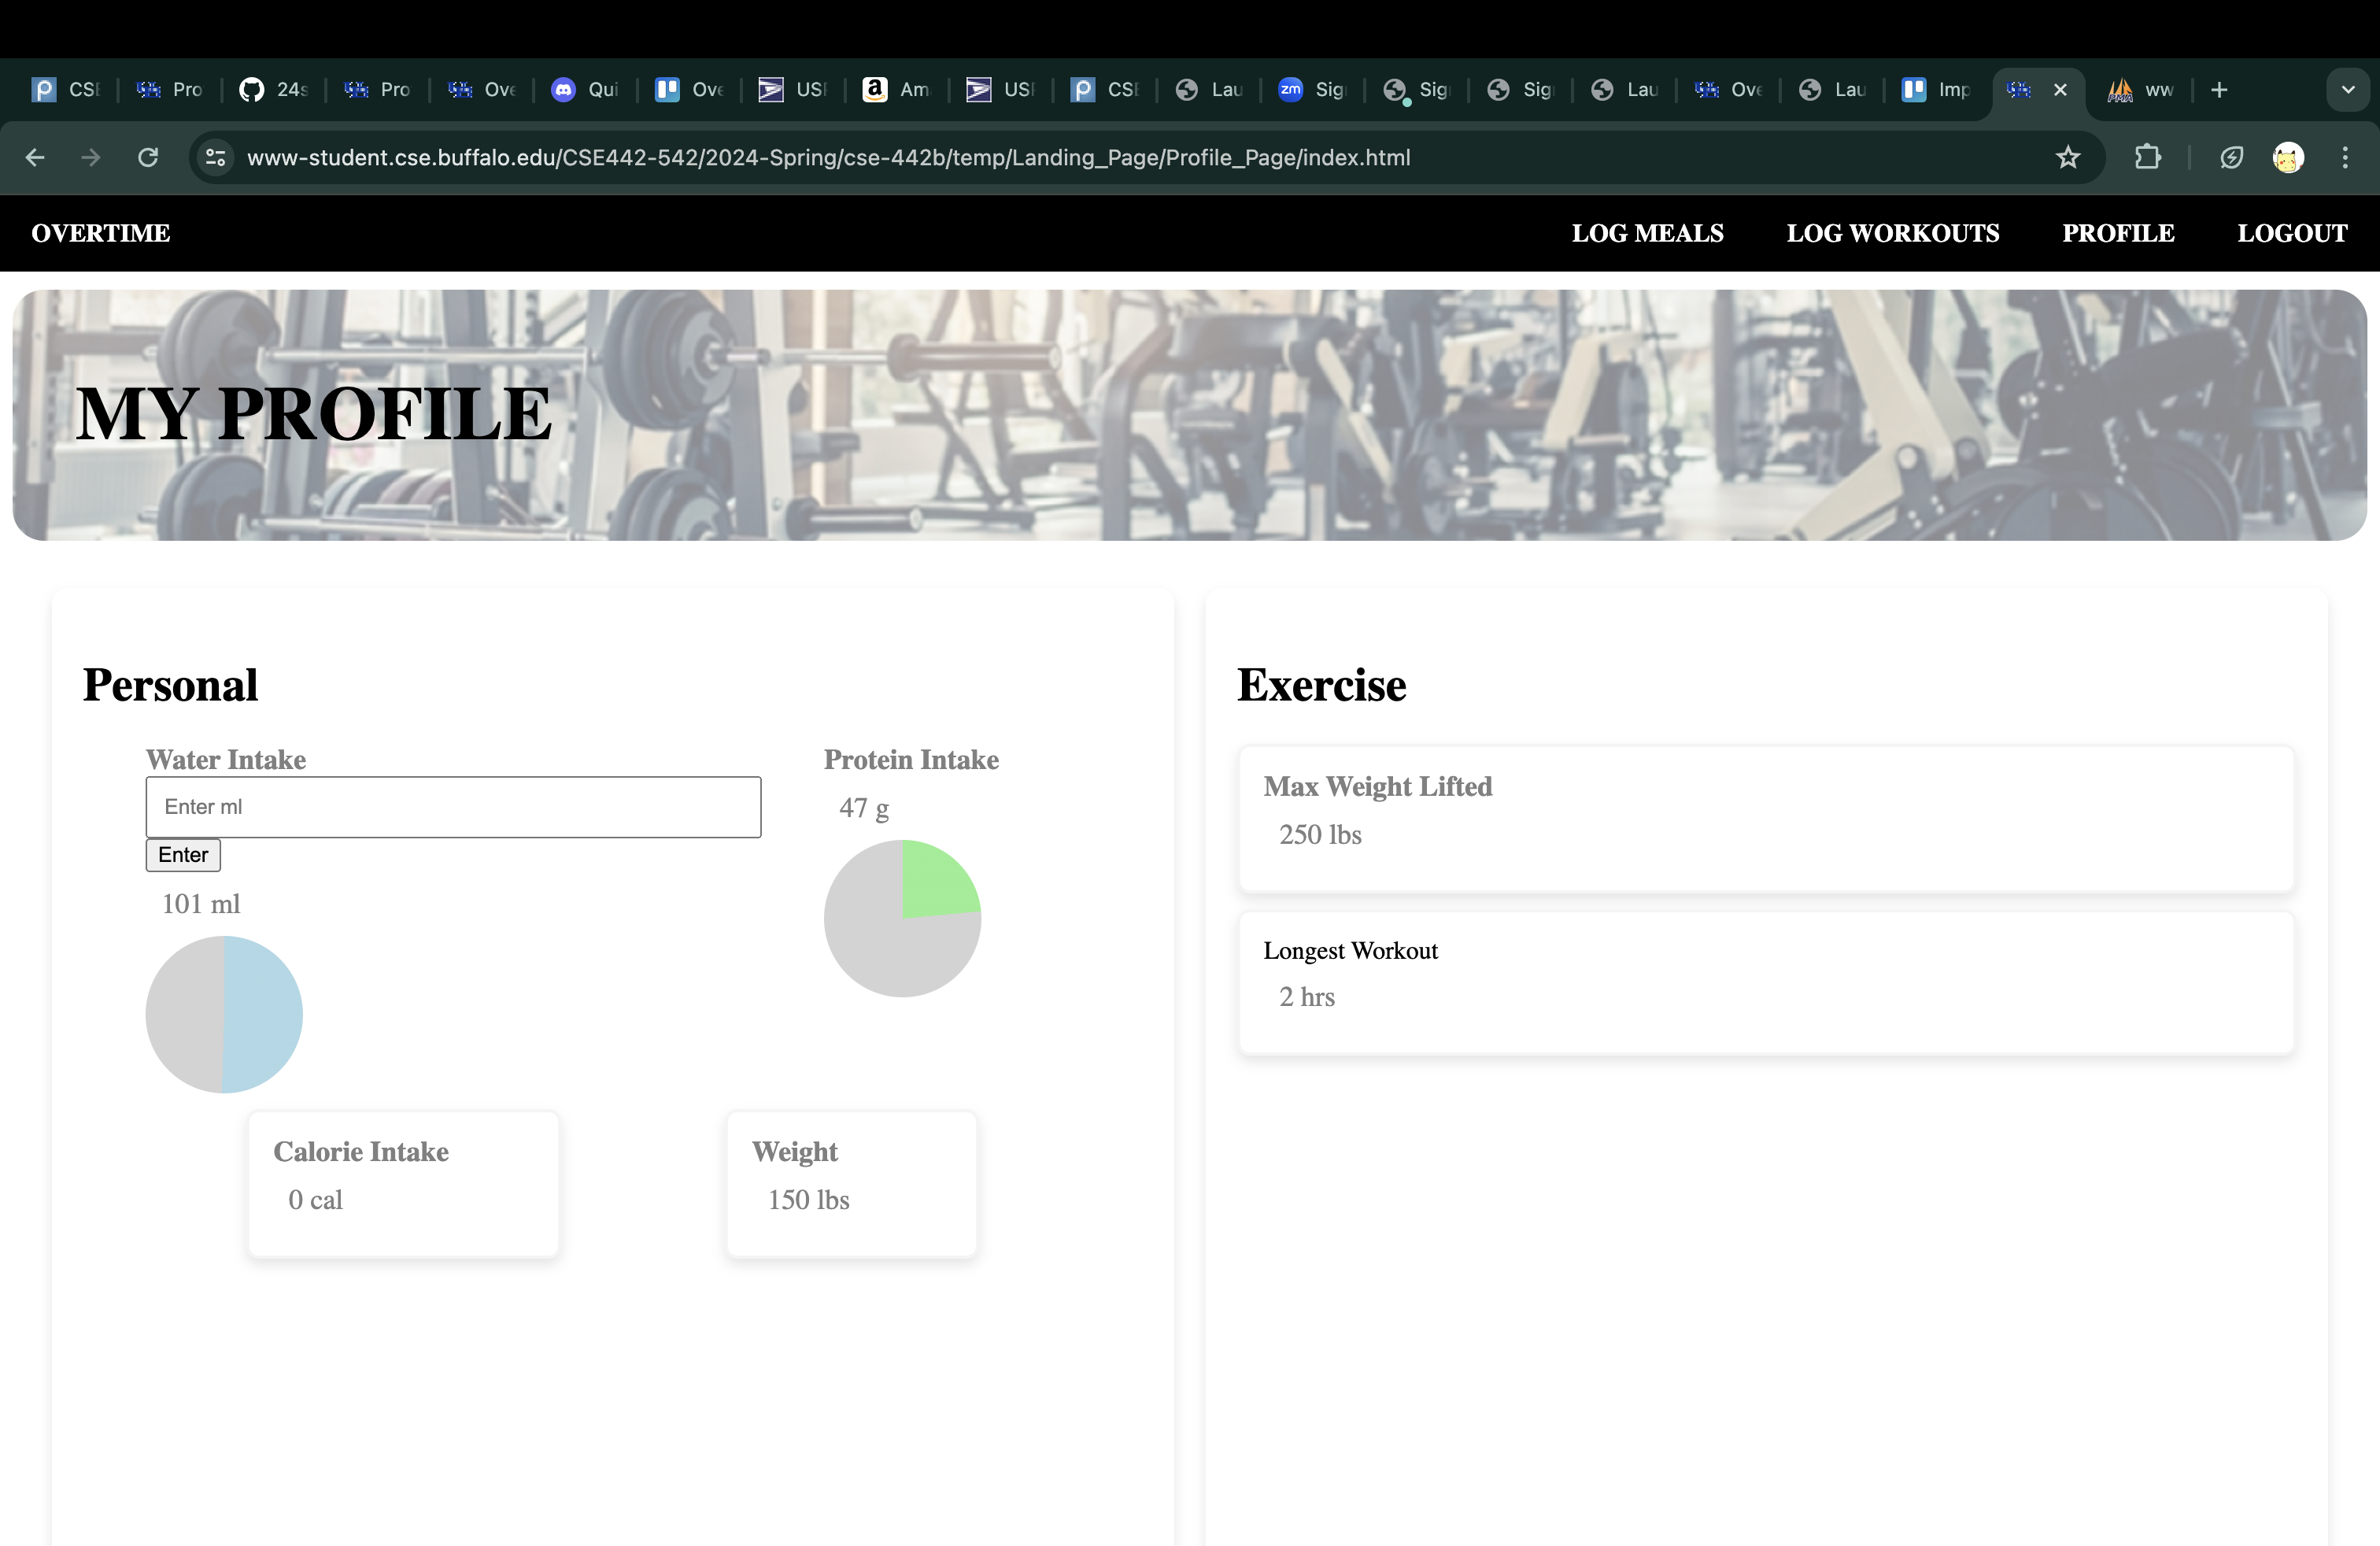 CSE Pro 24s Pro Ove Qui Ove USP Am USP CSE Lau zm Sig Sig Sig Lau Ove Lau Imp ww
www-student.cse.buffalo.edu/CSE442-542/2024-Spring/cse-442b/temp/Landing_Page/Profile_Page/index.html
OVERTIME LOG MEALS LOG WORKOUTS PROFILE LOGOUT
MY PROFILE
Personal
Water Intake
Enter ml
Enter
101 ml
Protein Intake
47 g
Calorie Intake
0 cal
Weight
150 lbs
Exercise
Max Weight Lifted
250 lbs
Longest Workout
2 hrs